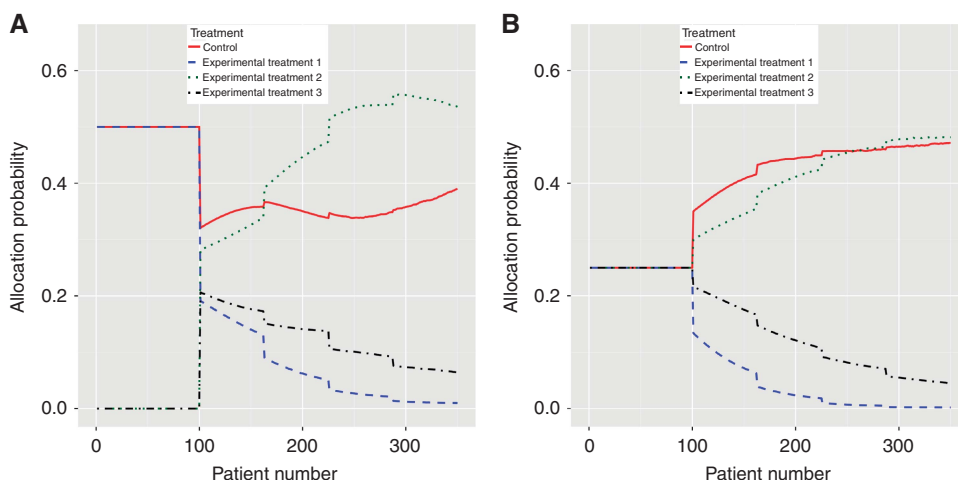 A
Treatment
Control
Experimental treatment 1
Experimental treatment 2
Experimental treatment 3
Allocation probability
0.6
0.4
0.2
0.0
0
100
200
300
Patient number
B
Treatment
Control
Experimental treatment 1
Experimental treatment 2
Experimental treatment 3
Allocation probability
0.6
0.4
0.2
0.0
0
100
200
300
Patient number